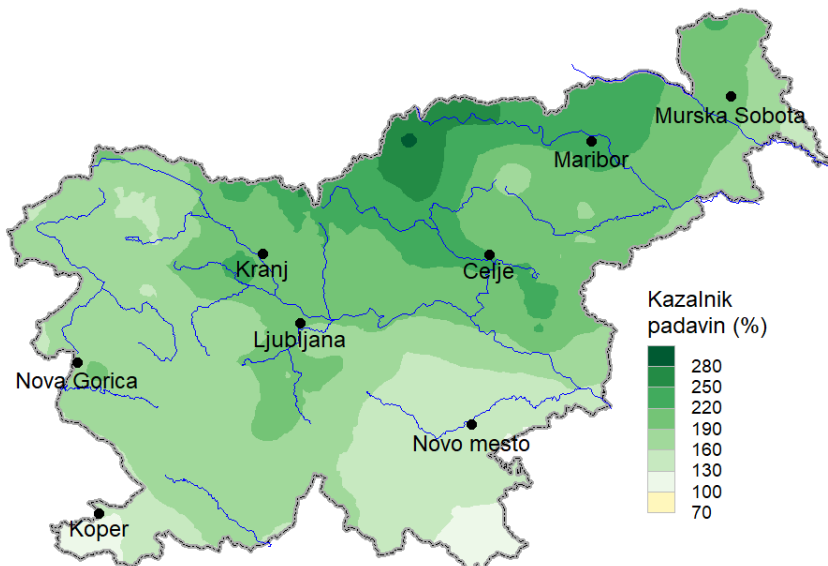 Murska Sobota
Maribor
Kranj
Celje
Ljubljana
Nova Gorica
Novo mesto
Koper
Kazalnik
padavin (%)
280
250
220
190
160
130
100
70